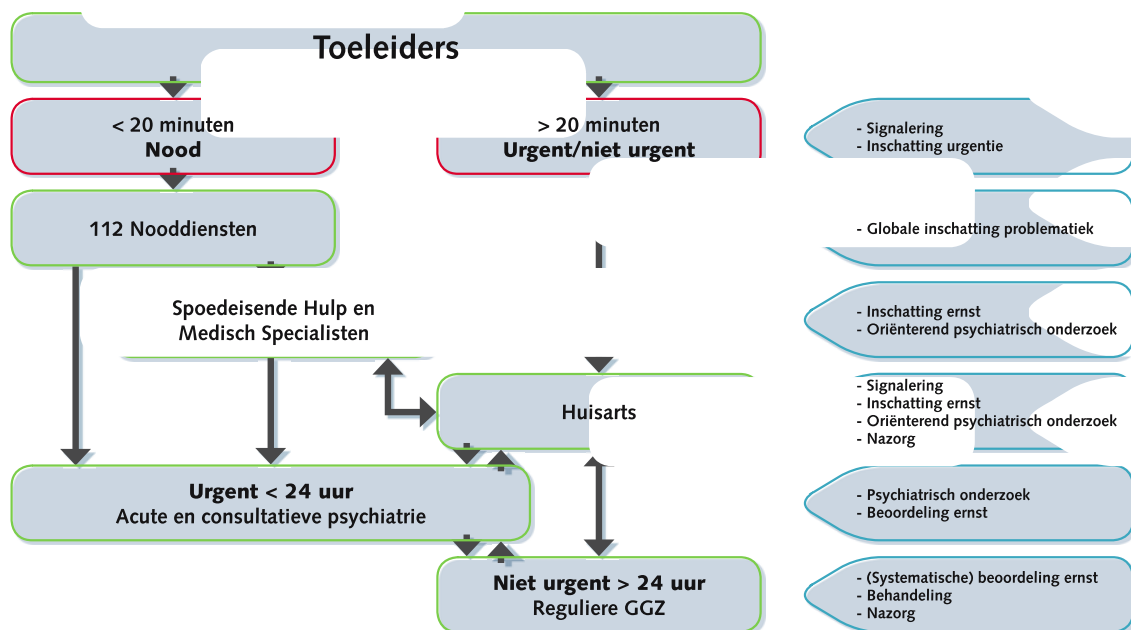 Toeleiders
< 20 minuten
Nood
> 20 minuten
Urgent/niet urgent
- Signalering
- Inschatting urgentie
112 Nooddiensten
- Globale inschatting problematiek
Spoedeisende Hulp en
Medisch Specialisten
- Inschatting ernst
- Oriënterend psychiatrisch onderzoek
Huisarts
- Signalering
- Inschatting ernst
- Oriënterend psychiatrisch onderzoek
- Nazorg
Urgent < 24 uur
Acute en consultatieve psychiatrie
- Psychiatrisch onderzoek
- Beoordeling ernst
Niet urgent > 24 uur
Reguliere GGZ
- (Systematische) beoordeling ernst
- Behandeling
- Nazorg